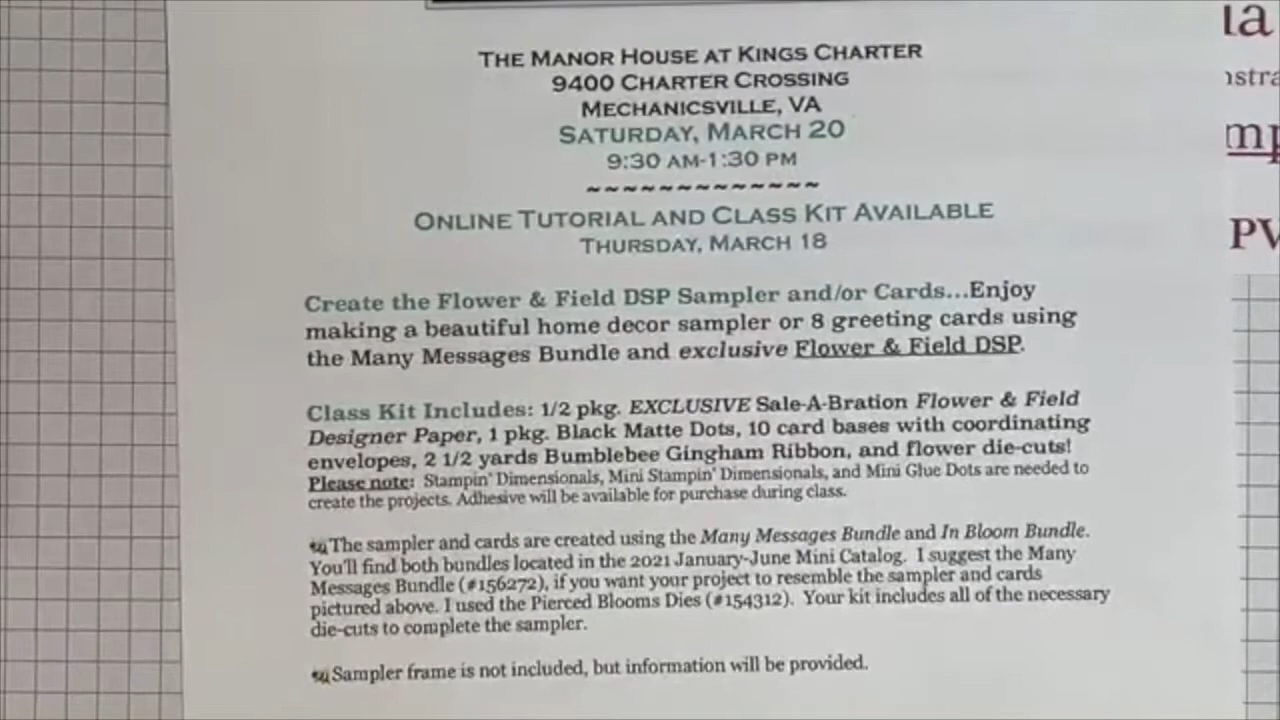 THE MANOR HOUSE AT KINGS CHARTER
9400 CHARTER CROSSING
MECHANICSVILLE, VA
SATURDAY, MARCH 20
9:30 AM-1:30 PM
~~~~~~~~~~~~~
ONLINE TUTORIAL AND CLASS KIT AVAILABLE
THURSDAY, MARCH 18
Create the Flower & Field DSP Sampler and/or Cards...Enjoy
making a beautiful home decor sampler or 8 greeting cards using
the Many Messages Bundle and exclusive Flower & Field DSP.
Class Kit Includes: 1/2 pkg. EXCLUSIVE Sale-A-Bration Flower & Field
Designer Paper, 1 pkg. Black Matte Dots, 10 card bases with coordinating
envelopes, 2 1/2 yards Bumblebee Gingham Ribbon, and flower die-cuts!
Please note: Stampin' Dimensionals, Mini Stampin' Dimensionals, and Mini Glue Dots are needed to
create the projects. Adhesive will be available for purchase during class.
The sampler and cards are created using the Many Messages Bundle and In Bloom Bundle.
You'll find both bundles located in the 2021 January-June Mini Catalog. I suggest the Many
Messages Bundle (#156272), if you want your project to resemble the sampler and cards
pictured above. I used the Pierced Blooms Dies (#154312). Your kit includes all of the necessary
die-cuts to complete the sampler.
Sampler frame is not included, but information will be provided.